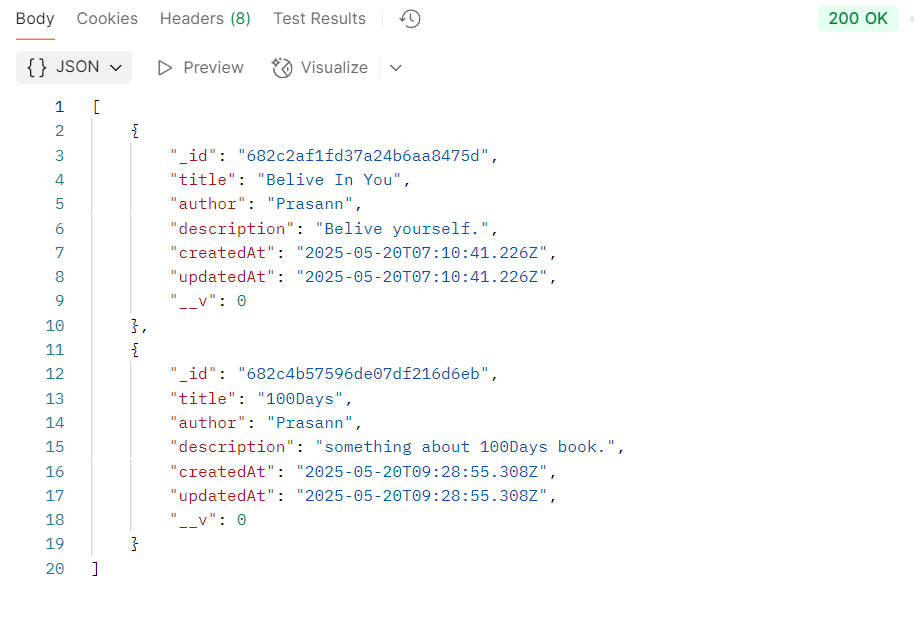 Body Cookies Headers (8) Test Results 200 OK
{} JSON Preview Visualize
1 [
2 {
3 "_id": "682c2af1fd37a24b6aa8475d",
4 "title": "Belive In You",
5 "author": "Prasann",
6 "description": "Belive yourself.",
7 "createdAt": "2025-05-20T07:10:41.226Z",
8 "updatedAt": "2025-05-20T07:10:41.226Z",
9 "__v": 0
10 },
11 {
12 "_id": "682c4b57596de07df216d6eb",
13 "title": "100Days",
14 "author": "Prasann",
15 "description": "something about 100Days book.",
16 "createdAt": "2025-05-20T09:28:55.308Z",
17 "updatedAt": "2025-05-20T09:28:55.308Z",
18 "__v": 0
19 }
20 ]